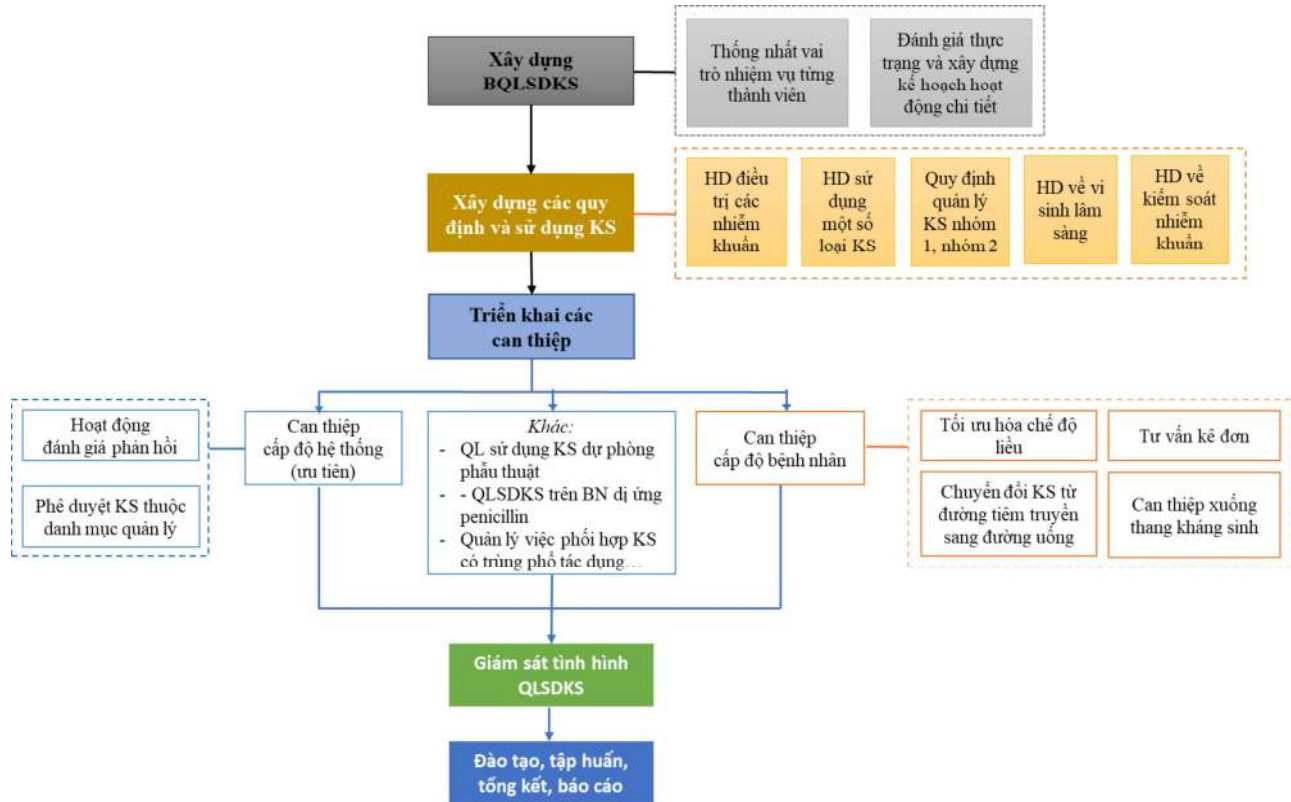 Xây dựng
BQLSDKS
Thống nhất vai
trò nhiệm vụ từng
thành viên
Đánh giá thực
trạng và xây dựng
kế hoạch hoạt
động chi tiết
Xây dựng các quy
định và sử dụng KS
HD điều
trị các
nhiễm
khuẩn
HD sử
dụng
một số
loại KS
Quy định
quản lý
KS nhóm
1, nhóm 2
HD về vi
sinh lâm
sàng
HD về
kiểm soát
nhiễm
khuẩn
Triển khai các
can thiệp
Hoạt động
đánh giá phản hồi
Phê duyệt KS thuộc
danh mục quản lý
Can thiệp
cấp độ hệ thống
(ưu tiên)
Khác:
- QL sử dụng KS dự phòng
phẫu thuật
- - QLSDKS trên BN dị ứng
penicillin
- Quản lý việc phối hợp KS
có trùng phổ tác dụng…
Can thiệp
cấp độ bệnh nhân
Tối ưu hóa chế độ
liều
Tư vấn kê đơn
Chuyển đổi KS từ
đường tiêm truyền
sang đường uống
Can thiệp xuống
thang kháng sinh
Giám sát tình hình
QLSDKS
Đào tạo, tập huấn,
tổng kết, báo cáo